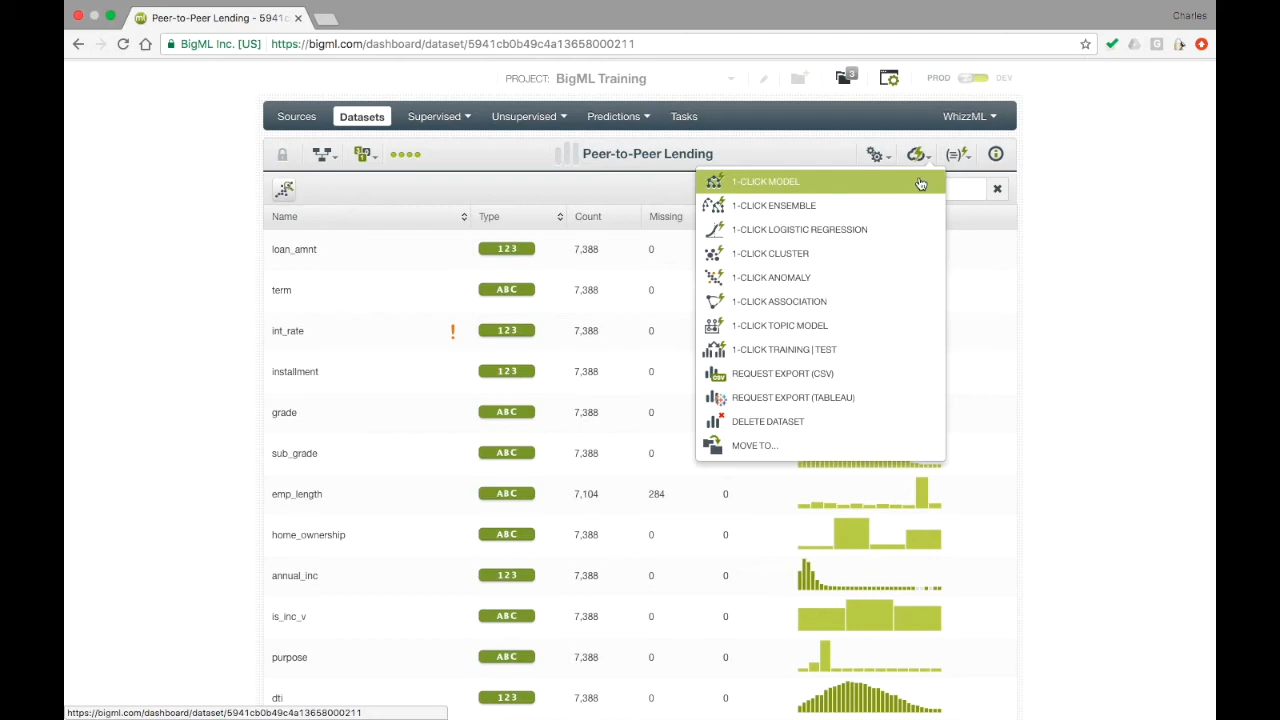 Peer-to-Peer Lending - 5941c
Charles
BigML Inc. [US]
https://bigml.com/dashboard/dataset/5941cb0b49c4a13658000211
PROJECT: BigML Training
3
PROD
DEV
Sources
Datasets
Supervised
Unsupervised
Predictions
Tasks
WhizzML
Peer-to-Peer Lending
1-CLICK MODEL
1-CLICK ENSEMBLE
1-CLICK LOGISTIC REGRESSION
1-CLICK CLUSTER
1-CLICK ANOMALY
1-CLICK ASSOCIATION
1-CLICK TOPIC MODEL
1-CLICK TRAINING | TEST
REQUEST EXPORT (CSV)
REQUEST EXPORT (TABLEAU)
DELETE DATASET
MOVE TO...
Name Type Count Missing
loan_amnt 123 7,388 0
term ABC 7,388 0
int_rate ! 123 7,388 0
installment 123 7,388 0
grade ABC 7,388 0
sub_grade ABC 7,388 0
emp_length ABC 7,104 284 0
home_ownership ABC 7,388 0 0
annual_inc 123 7,388 0 0
is_inc_v ABC 7,388 0 0
purpose ABC 7,388 0 0
dti 123 7,388 0 0
https://bigml.com/dashboard/dataset/5941cb0b49c4a13658000211